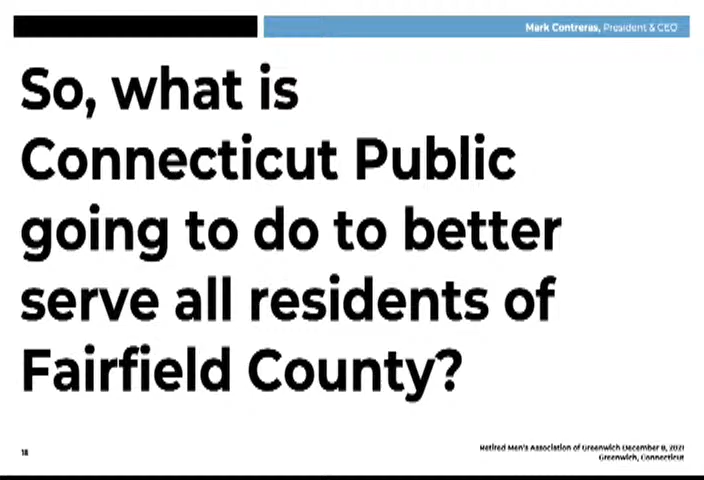 Mark Contreras, President & CEO
So, what is
Connecticut Public
going to do to better
serve all residents of
Fairfield County?
18
Retired Men's Association of Greenwich December 8, 2021
Greenwich, Connecticut